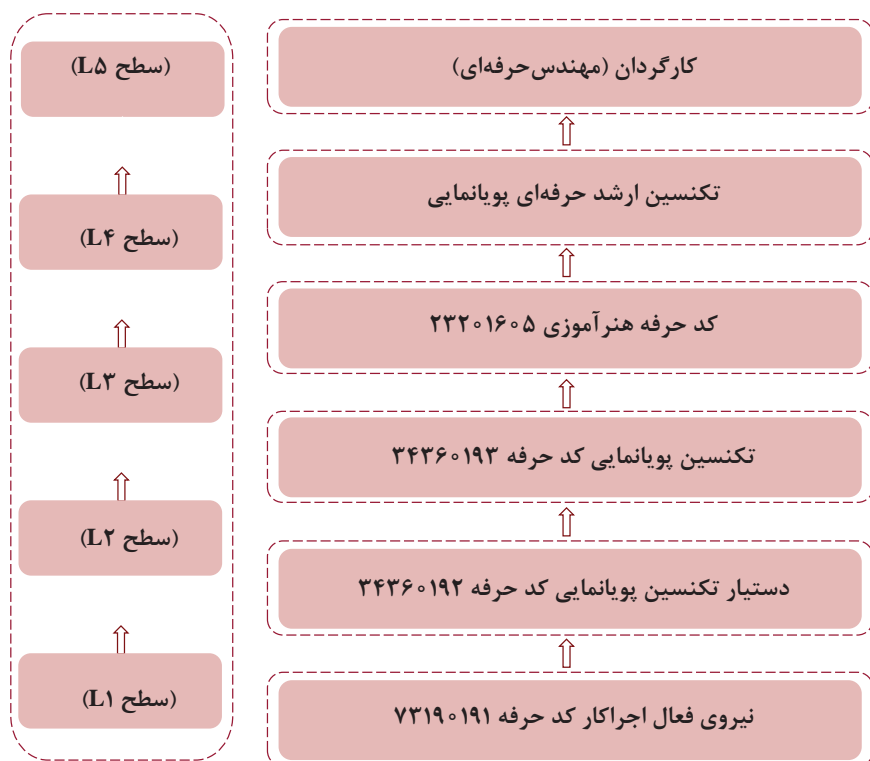 کارگردان (مهندس‌حرفه‌ای)
تکنسین ارشد حرفه‌ای پویانمایی
کد حرفه هنرآموزی ۲۳۲۰۱۶۰۵
تکنسین پویانمایی کد حرفه ۳۴۳۶۰۱۹۳
دستیار تکنسین پویانمایی کد حرفه ۳۴۳۶۰۱۹۲
نیروی فعال اجراکار کد حرفه ۷۳۱۹۰۱۹۱
(سطح L۵)
(سطح L۴)
(سطح L۳)
(سطح L۲)
(سطح L۱)